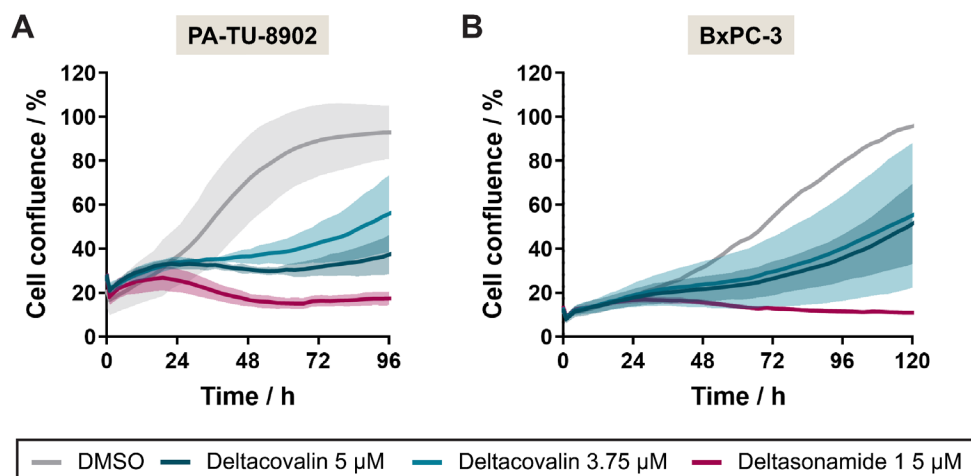 A
PA-TU-8902
B
BxPC-3
Cell confluence / %
120
100
80
60
40
20
0
0 24 48 72 96
Time / h
Cell confluence / %
120
100
80
60
40
20
0
0 24 48 72 96 120
Time / h
DMSO Deltacovalin 5 µM Deltacovalin 3.75 µM Deltasonamide 1 5 µM